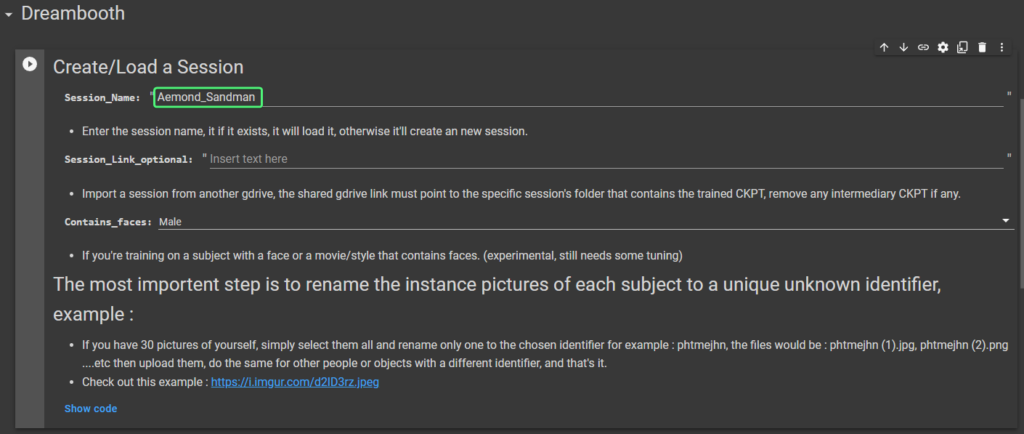 Dreambooth
Create/Load a Session
Session_Name: "Aemond_Sandman"
Enter the session name, it if it exists, it will load it, otherwise it'll create an new session.
Session_Link_optional: "Insert text here"
Import a session from another gdrive, the shared gdrive link must point to the specific session's folder that contains the trained CKPT, remove any intermediary CKPT if any.
Contains_faces: Male
If you're training on a subject with a face or a movie/style that contains faces. (experimental, still needs some tuning)
The most importent step is to rename the instance pictures of each subject to a unique unknown identifier,
example :
If you have 30 pictures of yourself, simply select them all and rename only one to the chosen identifier for example : phtmejhn, the files would be : phtmejhn (1).jpg, phtmejhn (2).png
....etc then upload them, do the same for other people or objects with a different identifier, and that's it.
Check out this example : https://i.imgur.com/d2lD3rz.jpeg
Show code